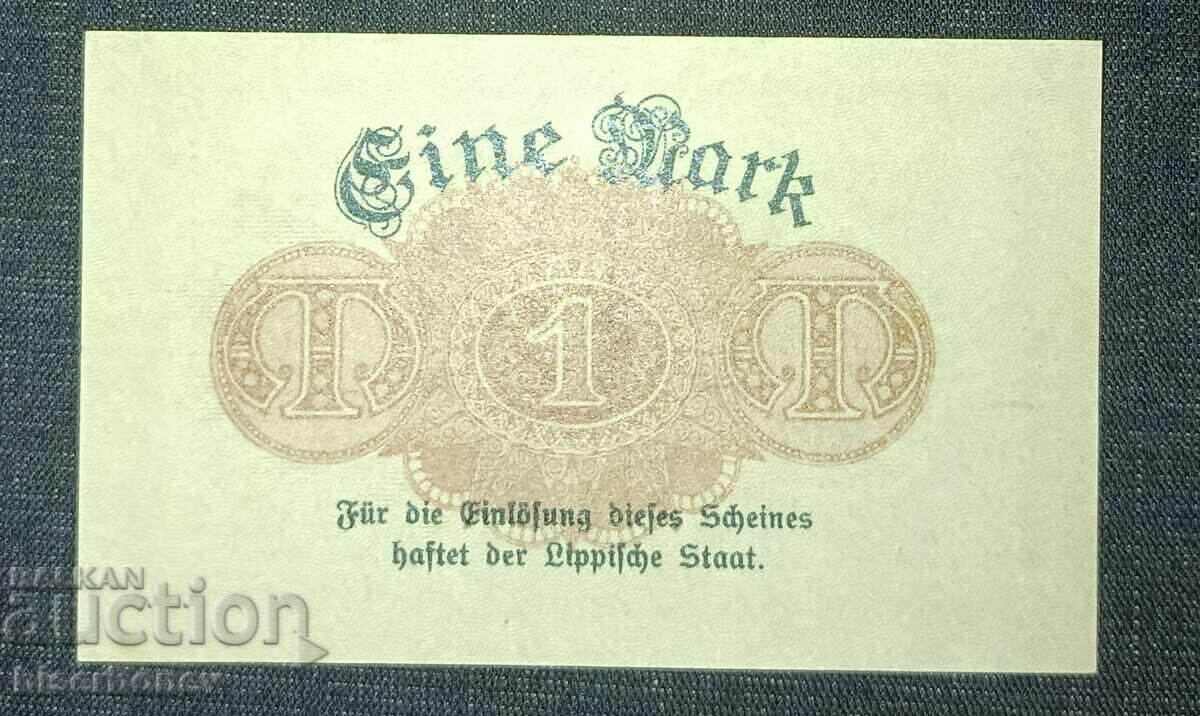 Eine Mark
1
Für die Einlösung dieses Scheines
haftet der Lippische Staat.
BALKAN
auction